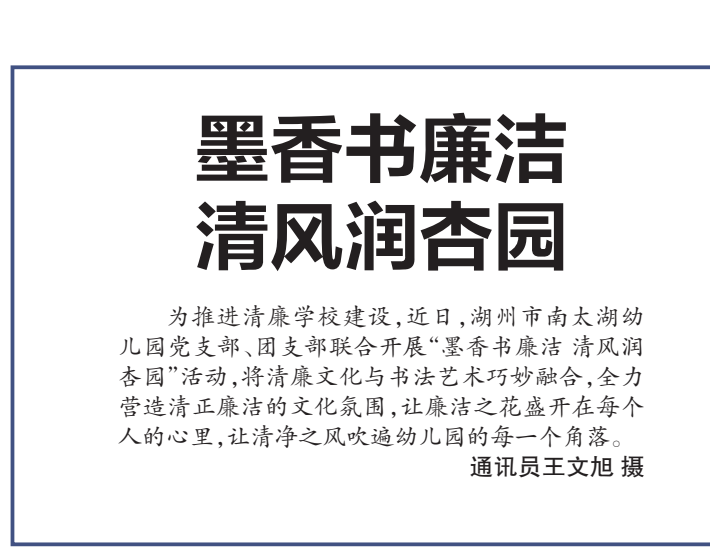 墨香书廉洁
清风润杏园
为推进清廉学校建设,近日,湖州市南太湖幼
儿园党支部、团支部联合开展“墨香书廉洁 清风润
杏园”活动,将清廉文化与书法艺术巧妙融合,全力
营造清正廉洁的文化氛围,让廉洁之花盛开在每个
人的心里,让清净之风吹遍幼儿园的每一个角落。
通讯员王文旭 摄